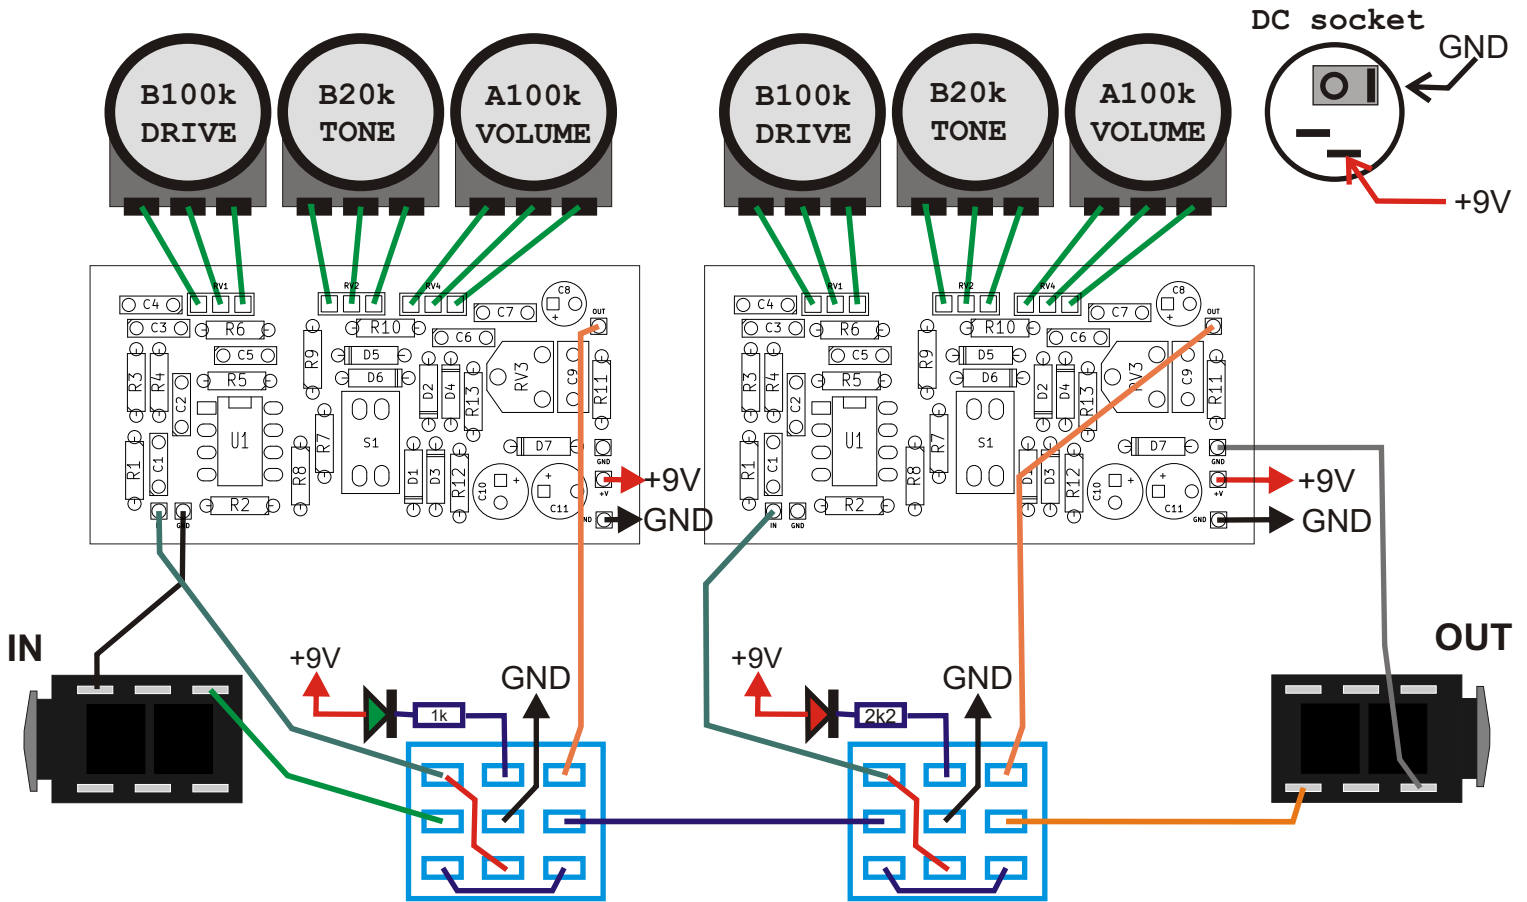 DC socket
GND
+9V
B100k
DRIVE
B20k
TONE
A100k
VOLUME
B100k
DRIVE
B20k
TONE
A100k
VOLUME
RV1
RV2
RV4
C8
+
OUT
C4
C7
C3
R6
R10
C6
C5
R9
D5
R3
R4
R5
D6
D2
D4
RV3
C9
R11
C2
R13
U1
S1
R7
D7
GND
R1
C1
R8
D1
D3
R12
C10
+
+
C11
+9V
R2
GND
GND
GND
RV1
RV2
RV4
C8
+
OUT
C4
C7
C3
R6
R10
C6
C5
R9
D5
R3
R4
R5
D6
D2
D4
RV3
C9
R11
C2
R13
U1
S1
R7
D7
GND
R1
C1
R8
D1
D3
R12
C10
+
+
C11
+V
+9V
R2
IN
GND
GND
GND
IN
OUT
+9V
1k
GND
+9V
2k2
GND